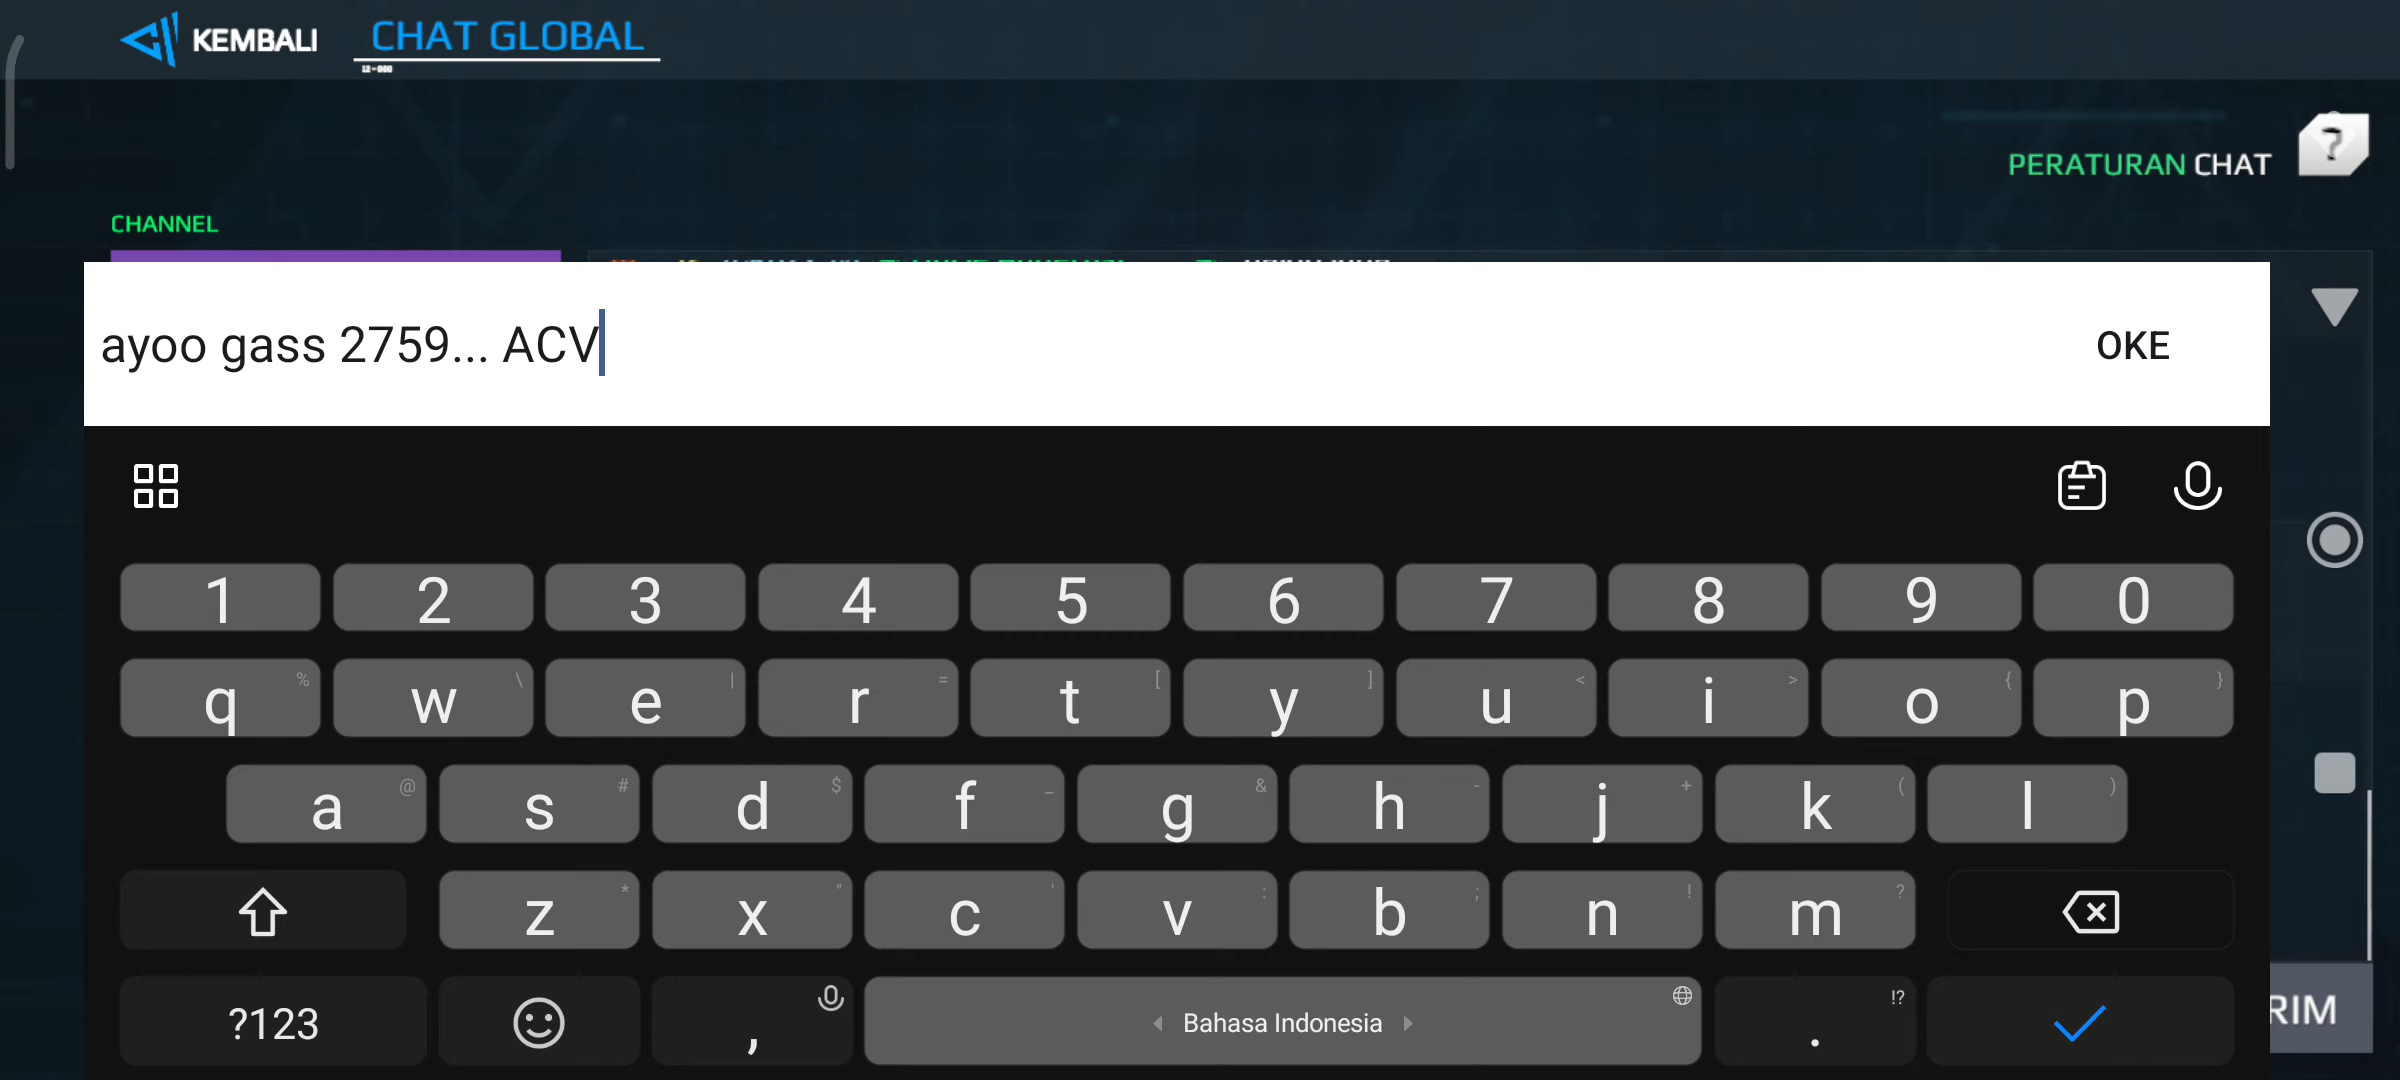 KEMBALI
CHAT GLOBAL
PERATURAN CHAT
?
CHANNEL
ayoo gass 2759... ACV
OKE
1 2 3 4 5 6 7 8 9 0
q % w \ e | r = t [ y ] u < i > o { p }
a @ s # d $ f _ g & h - j + k ( l )
z * x " c ' v : b ; n ! m ?
?123 , Bahasa Indonesia . !?
RIM